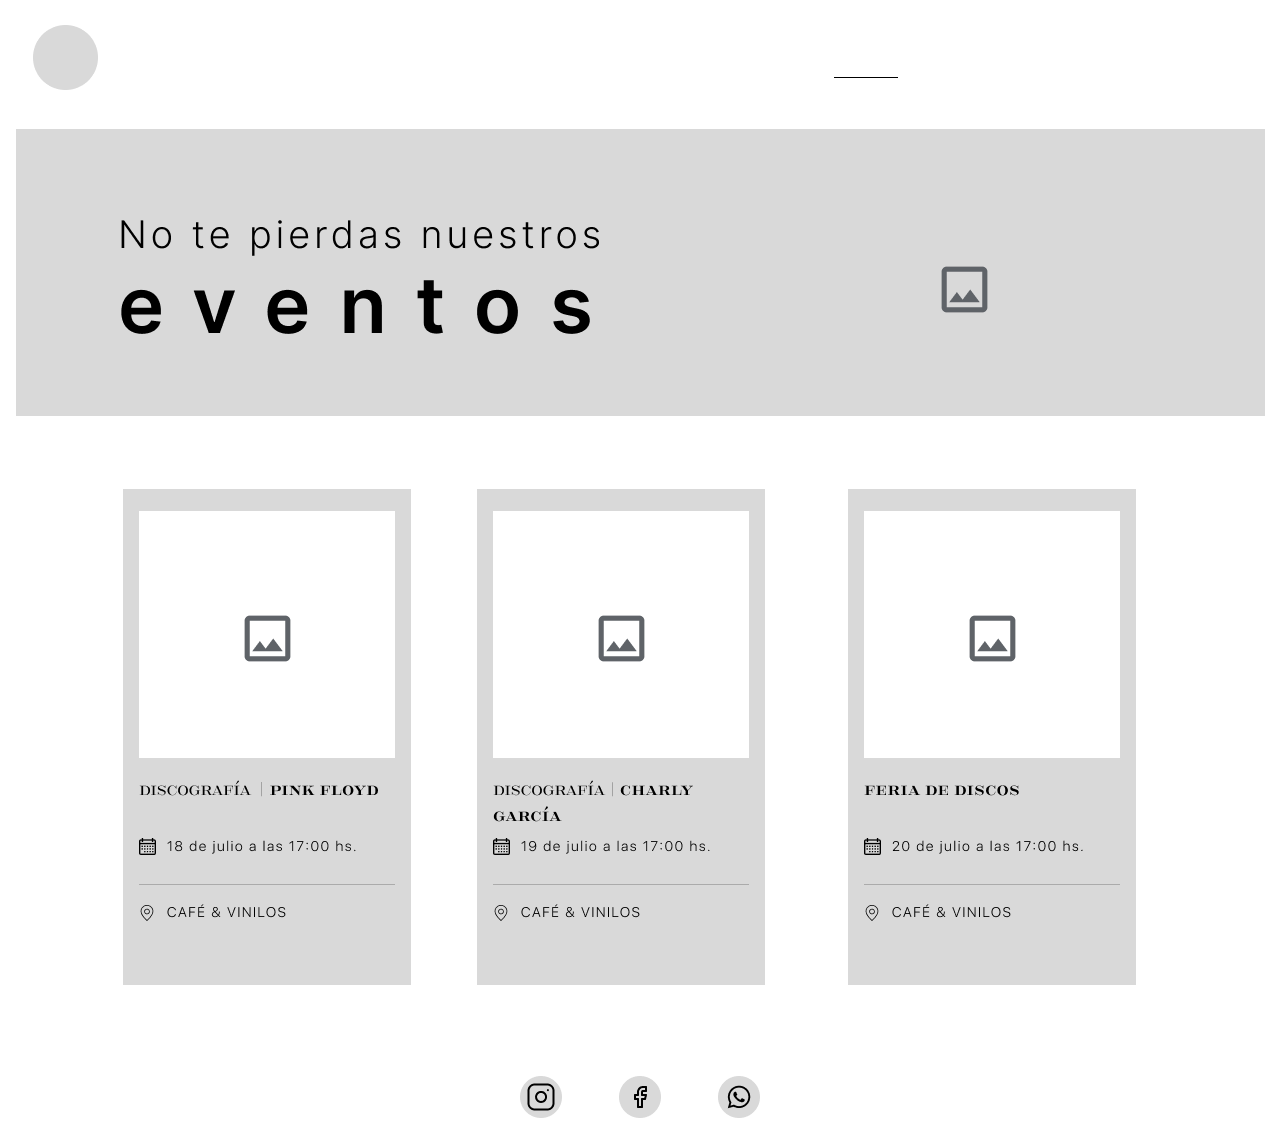 No te pierdas nuestros
eventos
DISCOGRAFÍA | PINK FLOYD
18 de julio a las 17:00 hs.
CAFÉ & VINILOS
DISCOGRAFÍA | CHARLY
GARCÍA
19 de julio a las 17:00 hs.
CAFÉ & VINILOS
FERIA DE DISCOS
20 de julio a las 17:00 hs.
CAFÉ & VINILOS